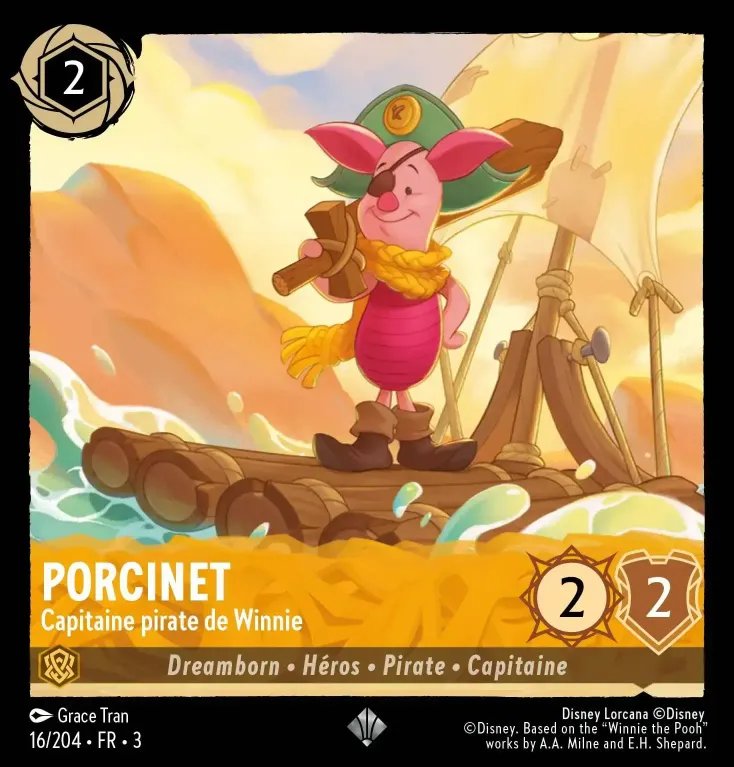 2
PORCINET
Capitaine pirate de Winnie
2
2
Dreamborn • Héros • Pirate • Capitaine
Grace Tran
16/204 • FR • 3
Disney Lorcana ©Disney
©Disney. Based on the “Winnie the Pooh”
works by A.A. Milne and E.H. Shepard.